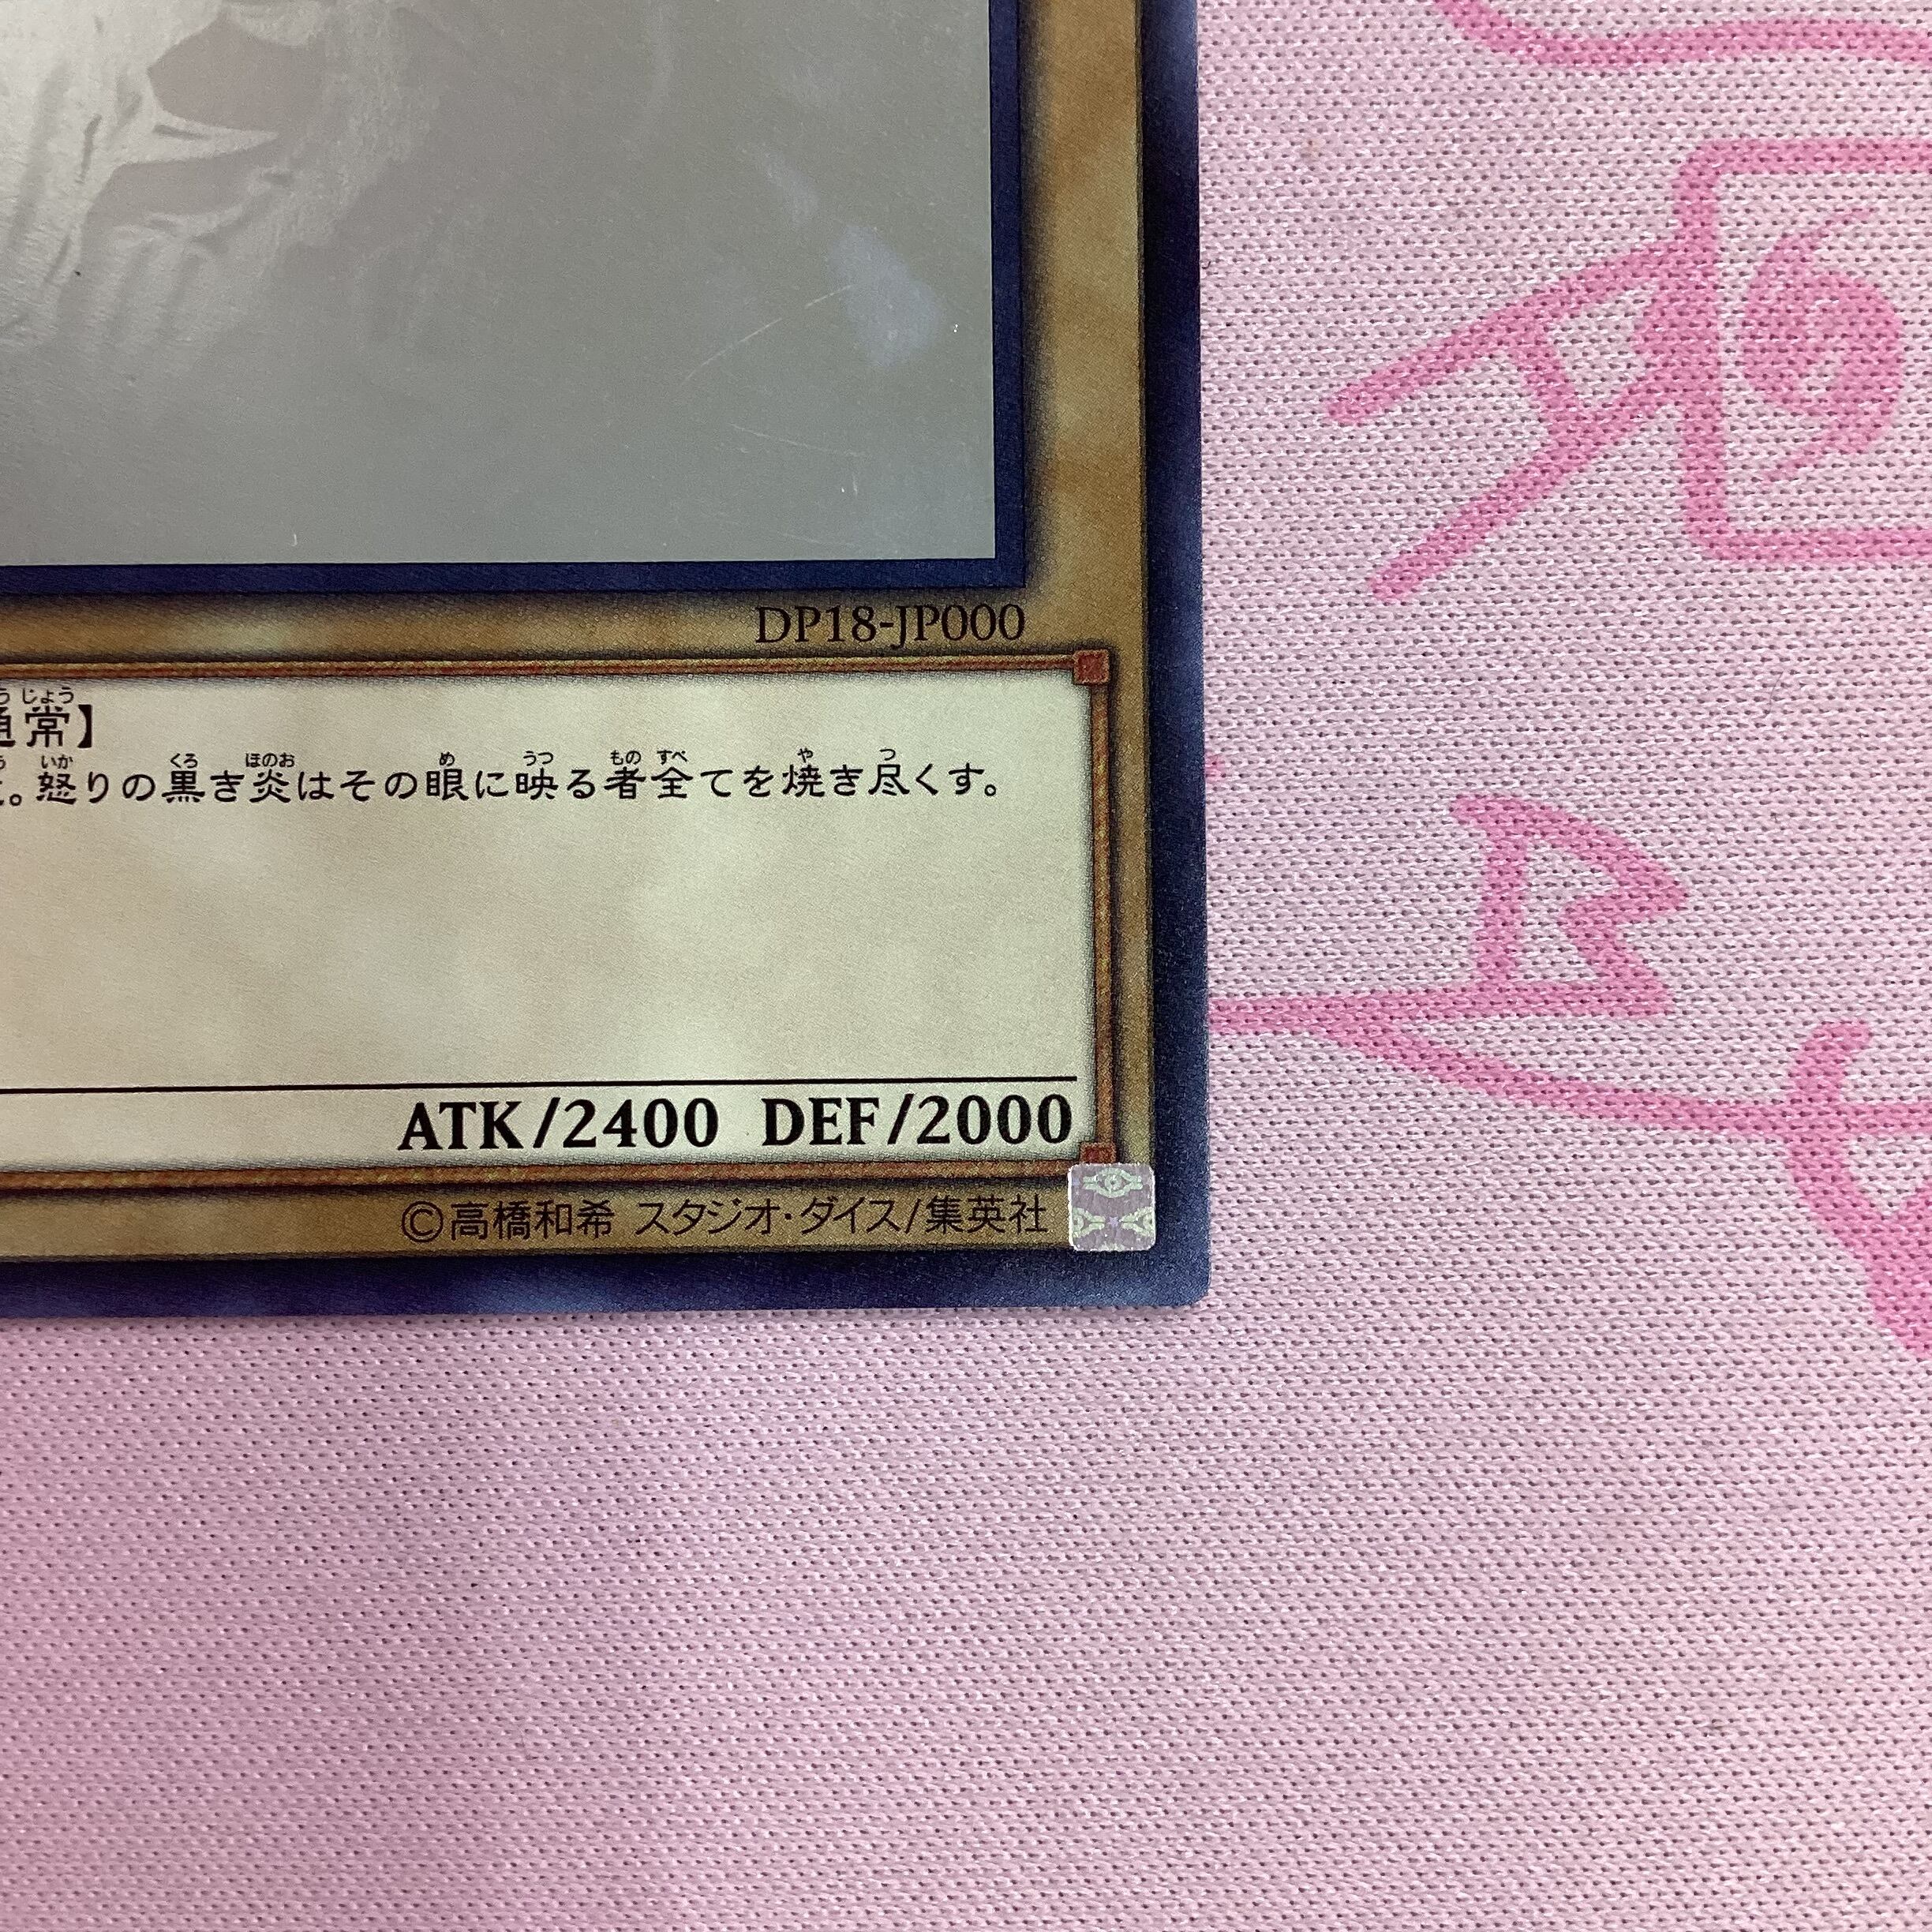 DP18-JP000
通常】
。怒りの黒き炎はその眼に映る者全てを焼き尽くす。
ATK/2400 DEF/2000
©高橋和希 スタジオ・ダイス/集英社